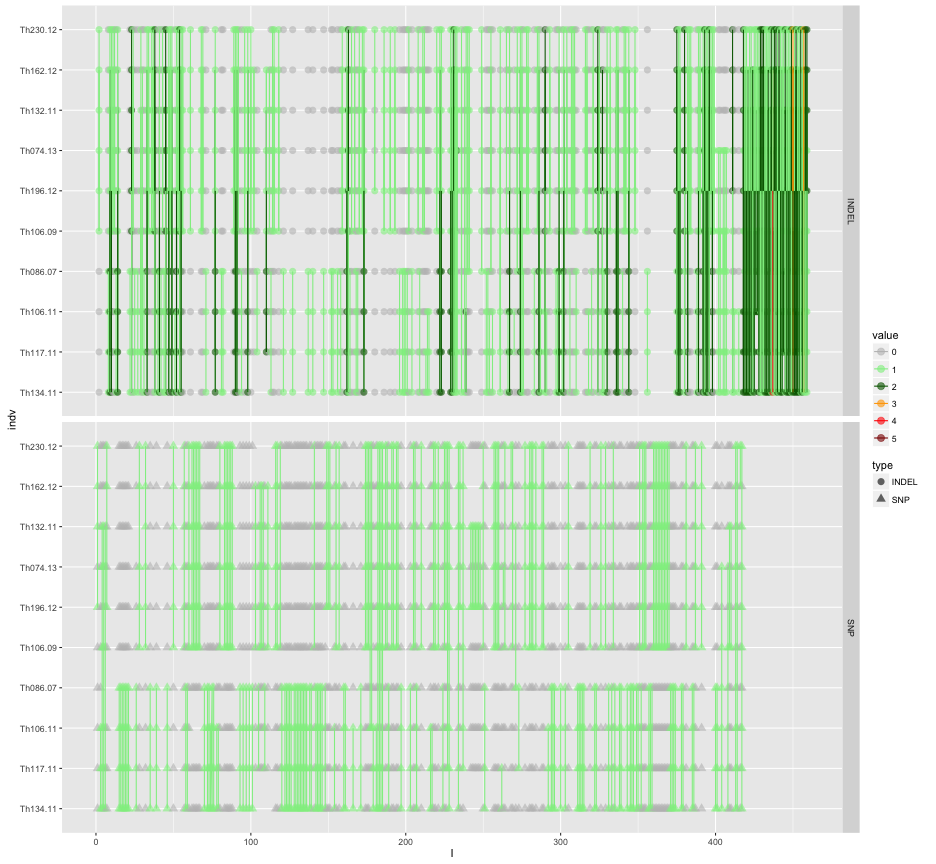 Th230.12
Th162.12
Th132.11
Th074.13
Th196.12
Th106.09
Th086.07
Th106.11
Th117.11
Th134.11
INDEL
indv
Th230.12
Th162.12
Th132.11
Th074.13
Th196.12
Th106.09
Th086.07
Th106.11
Th117.11
Th134.11
SNP
0 100 200 300 400
I
value
0
1
2
3
4
5
type
INDEL
SNP